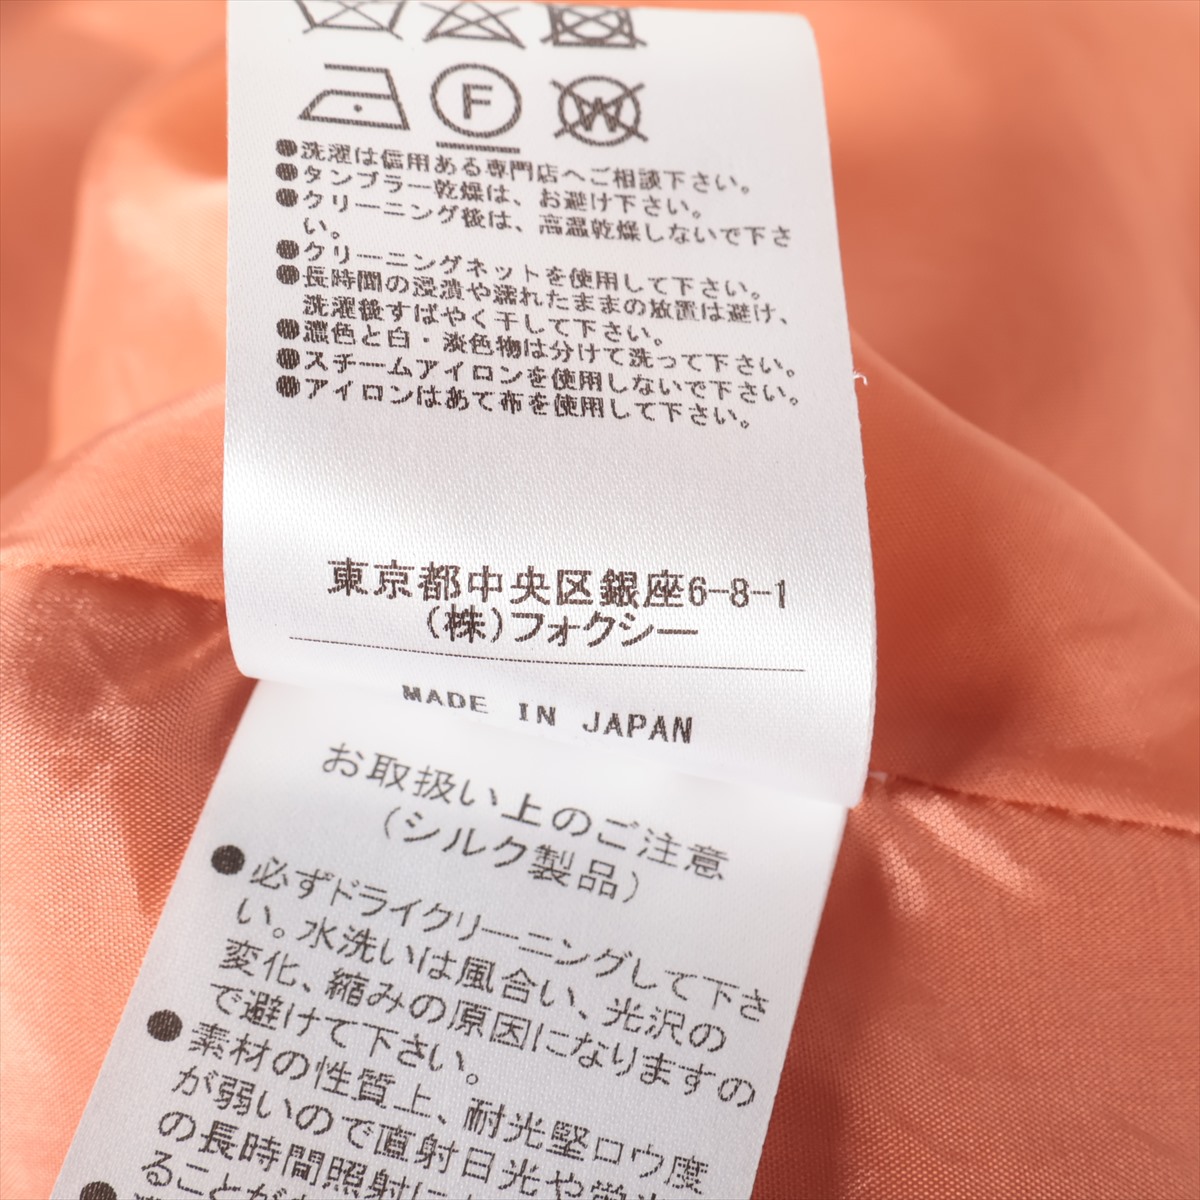 F
W
●洗濯は信用ある専門店へご相談下さい。
●タンブラー乾燥は、お避け下さい。
●クリーニング後は、高温乾燥しないで下さ
い。
●クリーニングネットを使用して下さい。
●長時間の浸漬や濡れたままの放置は避け、
洗濯後すばやく干して下さい。
●濃色と白・淡色物は分けて洗って下さい。
●スチームアイロンを使用しないで下さい。
●アイロンはあて布を使用して下さい。
東京都中央区銀座6-8-1
(株)フォクシー
MADE IN JAPAN
お取扱い上のご注意
(シルク製品)
●必ずドライクリーニングして下さ
い。水洗いは風合い、光沢の
変化、縮みの原因になりますの
で避けて下さい。
●素材の性質上、耐光堅ロウ度
が弱いので直射日光や蛍光
の長時間照射に
ることが